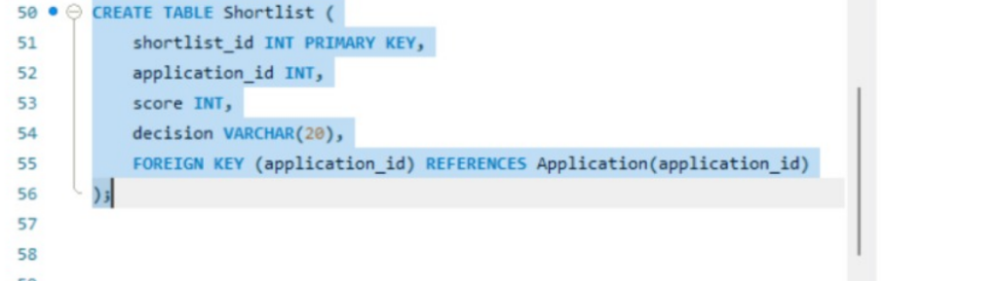 50 CREATE TABLE Shortlist (
51 shortlist_id INT PRIMARY KEY,
52 application_id INT,
53 score INT,
54 decision VARCHAR(20),
55 FOREIGN KEY (application_id) REFERENCES Application(application_id)
56 );
57
58